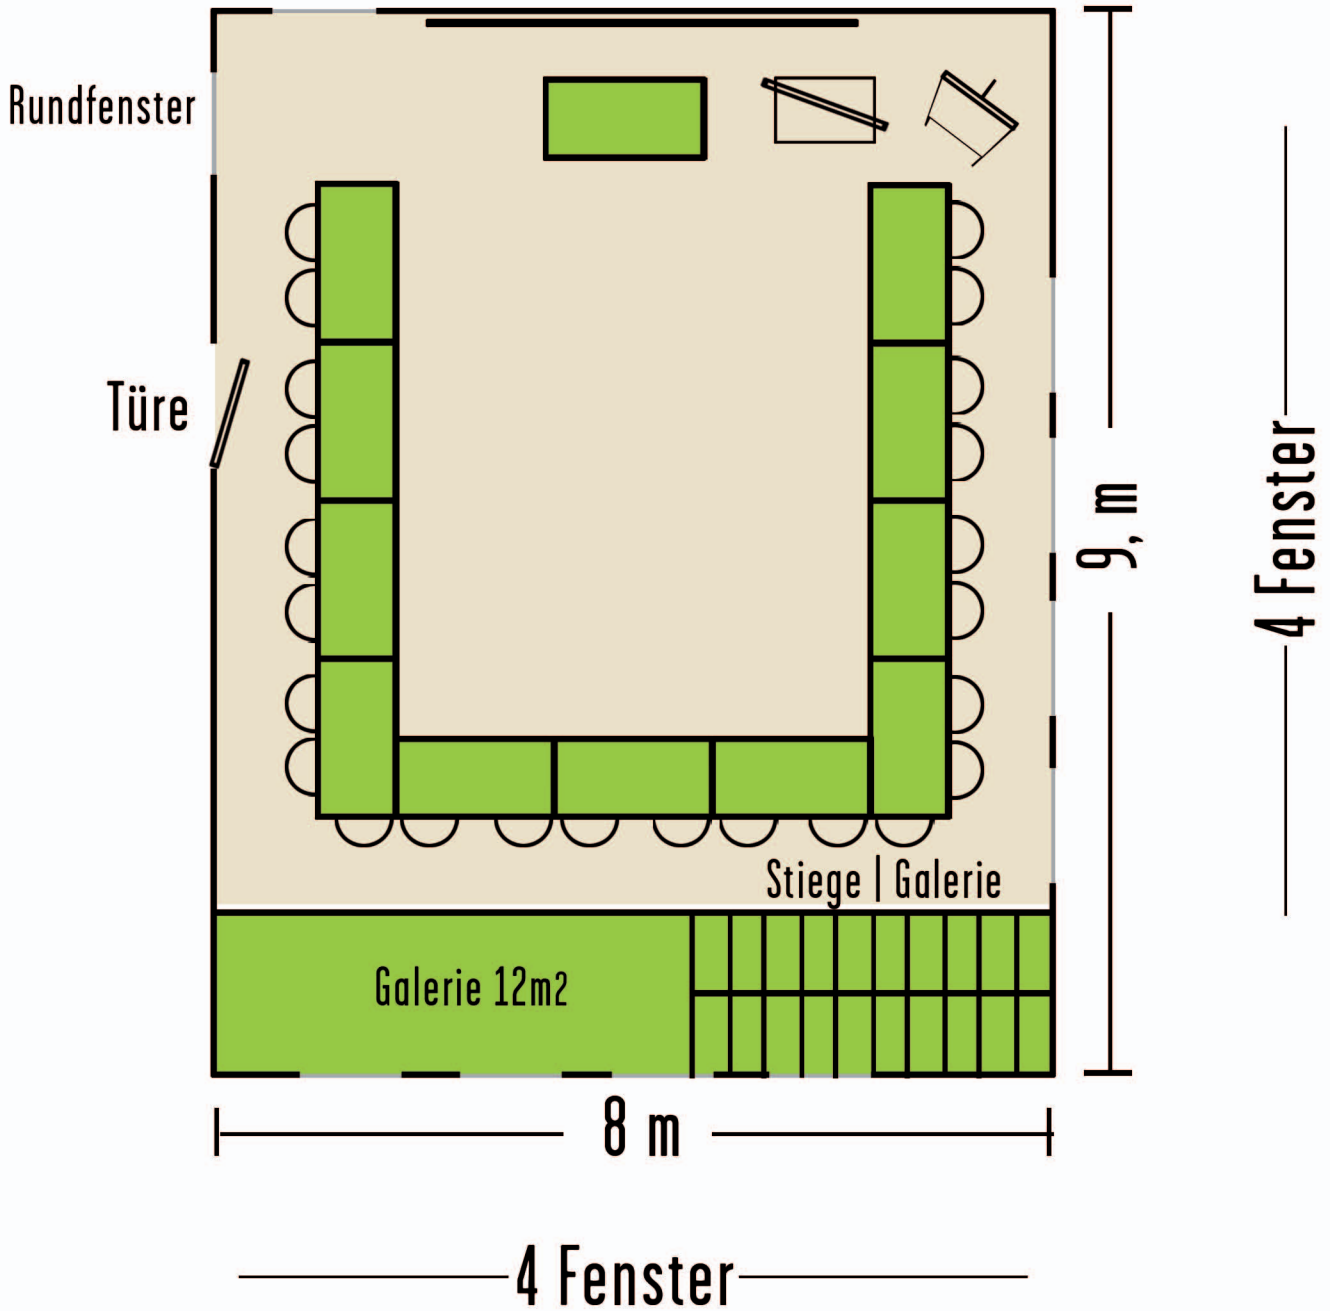 Rundfenster
Türe
9, m
4 Fenster
Stiege | Galerie
Galerie 12m2
8 m
4 Fenster